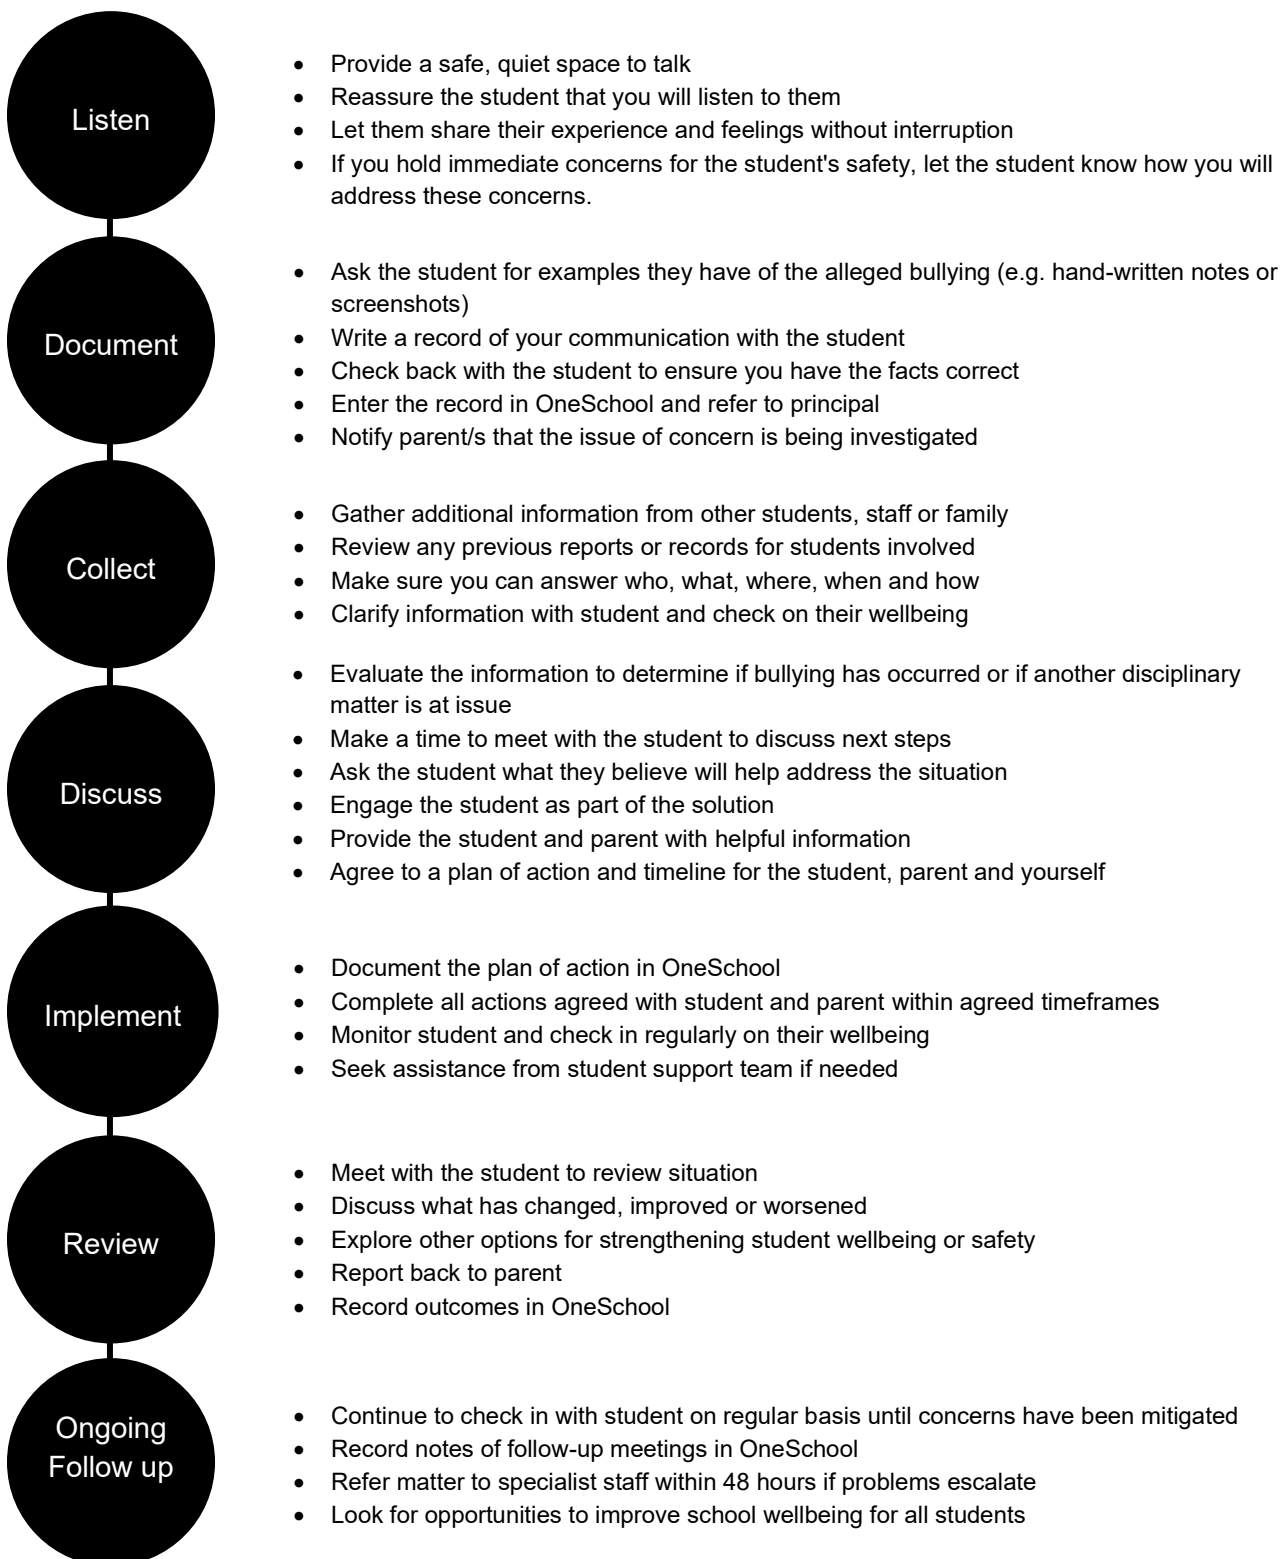 Listen
• Provide a safe, quiet space to talk
• Reassure the student that you will listen to them
• Let them share their experience and feelings without interruption
• If you hold immediate concerns for the student's safety, let the student know how you will
address these concerns.
Document
• Ask the student for examples they have of the alleged bullying (e.g. hand-written notes or
screenshots)
• Write a record of your communication with the student
• Check back with the student to ensure you have the facts correct
• Enter the record in OneSchool and refer to principal
• Notify parent/s that the issue of concern is being investigated
Collect
• Gather additional information from other students, staff or family
• Review any previous reports or records for students involved
• Make sure you can answer who, what, where, when and how
• Clarify information with student and check on their wellbeing
Discuss
• Evaluate the information to determine if bullying has occurred or if another disciplinary
matter is at issue
• Make a time to meet with the student to discuss next steps
• Ask the student what they believe will help address the situation
• Engage the student as part of the solution
• Provide the student and parent with helpful information
• Agree to a plan of action and timeline for the student, parent and yourself
Implement
• Document the plan of action in OneSchool
• Complete all actions agreed with student and parent within agreed timeframes
• Monitor student and check in regularly on their wellbeing
• Seek assistance from student support team if needed
Review
• Meet with the student to review situation
• Discuss what has changed, improved or worsened
• Explore other options for strengthening student wellbeing or safety
• Report back to parent
• Record outcomes in OneSchool
Ongoing
Follow up
• Continue to check in with student on regular basis until concerns have been mitigated
• Record notes of follow-up meetings in OneSchool
• Refer matter to specialist staff within 48 hours if problems escalate
• Look for opportunities to improve school wellbeing for all students